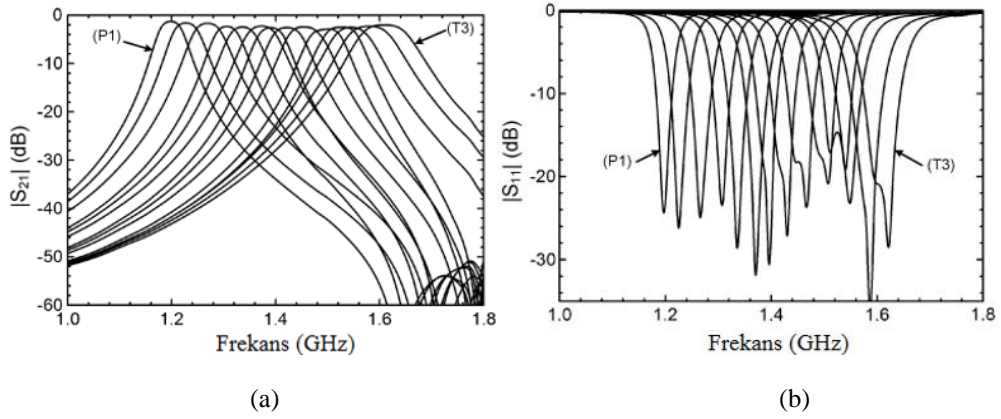 0
-10
-20
-30
-40
-50
-60
|S21| (dB)
(P1)
(T3)
1.0 1.2 1.4 1.6 1.8
Frekans (GHz)
(a)
0
-10
-20
-30
|S11| (dB)
(P1)
(T3)
1.0 1.2 1.4 1.6 1.8
Frekans (GHz)
(b)